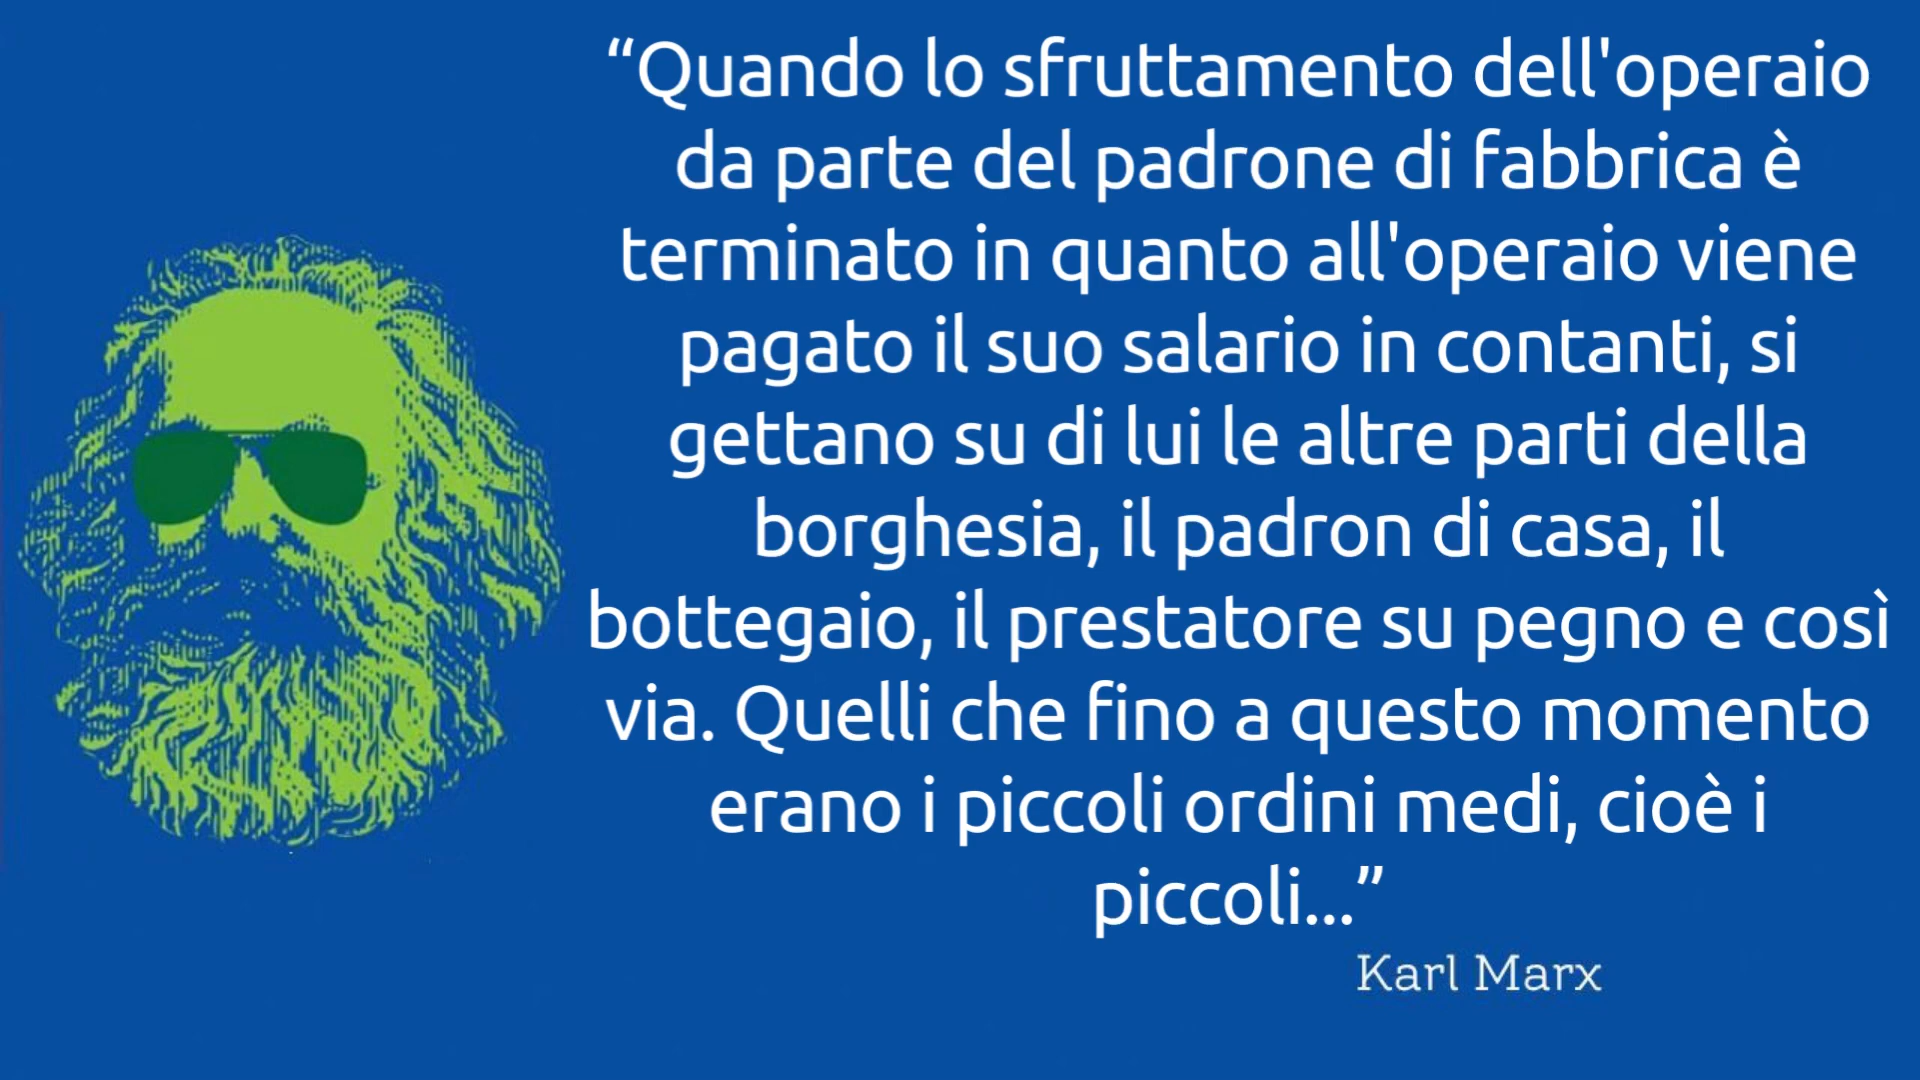 “Quando lo sfruttamento dell'operaio
da parte del padrone di fabbrica è
terminato in quanto all'operaio viene
pagato il suo salario in contanti, si
gettano su di lui le altre parti della
borghesia, il padron di casa, il
bottegaio, il prestatore su pegno e così
via. Quelli che fino a questo momento
erano i piccoli ordini medi, cioè i
piccoli...”
Karl Marx